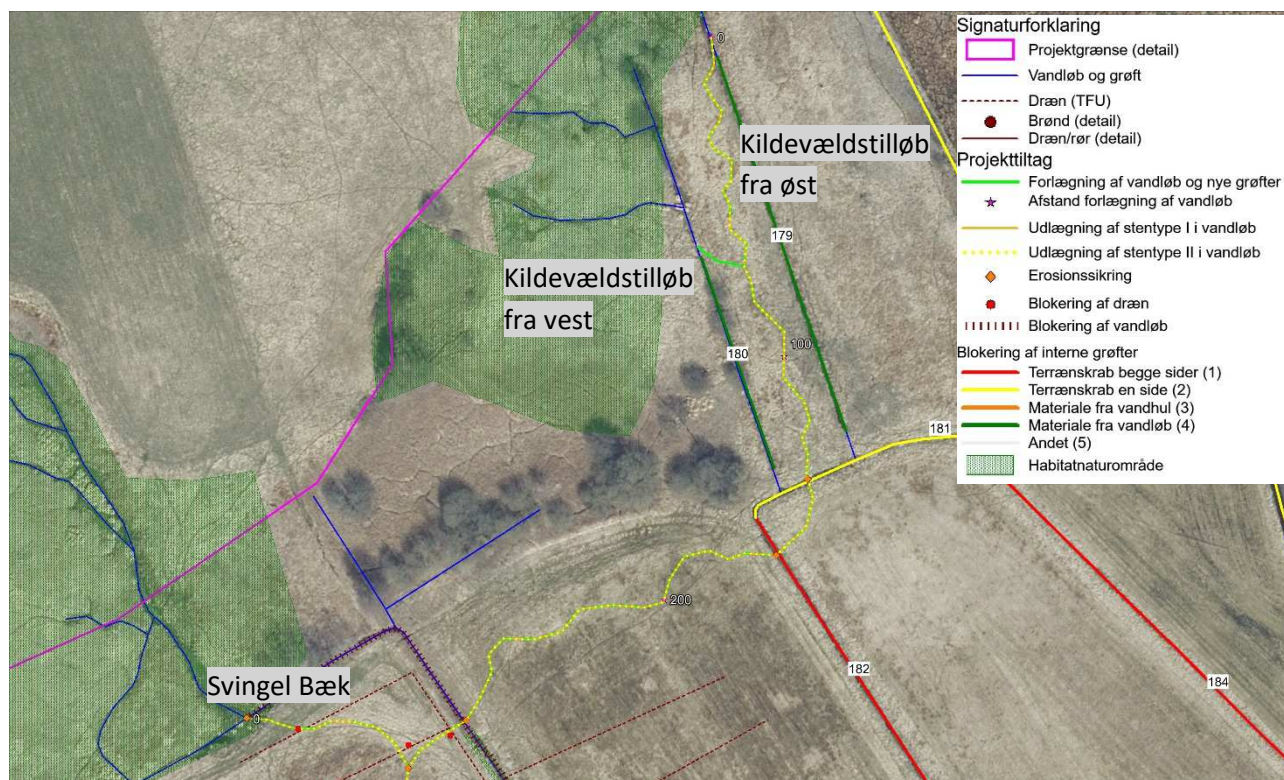 0
Kildevældstilløb
fra øst
179
Kildevældstilløb
fra vest
180
100
181
200
182
184
Svingel Bæk
0
Signaturforklaring
Projektgrænse (detail)
Vandløb og grøft
Dræn (TFU)
Brønd (detail)
Dræn/rør (detail)
Projekttiltag
Forlægning af vandløb og nye grøfter
Afstand forlægning af vandløb
Udlægning af stentype I i vandløb
Udlægning af stentype II i vandløb
Erosionssikring
Blokering af dræn
Blokering af vandløb
Blokering af interne grøfter
Terrænskrab begge sider (1)
Terrænskrab en side (2)
Materiale fra vandhul (3)
Materiale fra vandløb (4)
Andet (5)
Habitatnaturområde